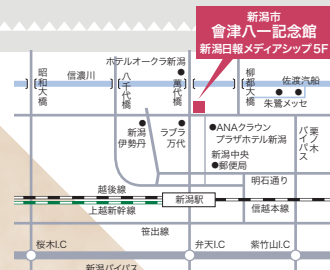 新潟市
會津八一記念館
新潟日報メディアシップ5F
ホテルオークラ新潟
昭和大橋
信濃川
八千代橋
萬代橋
柳都大橋
佐渡汽船
朱鷺メッセ
新潟伊勢丹
ラブラ万代
●ANAクラウン
プラザホテル新潟
新潟中央
●郵便局
栗ノ木
バイパス
明石通り
越後線
上越新幹線
新潟駅
信越本線
笹出線
桜木I.C
弁天I.C
紫竹山I.C
新潟バイパス